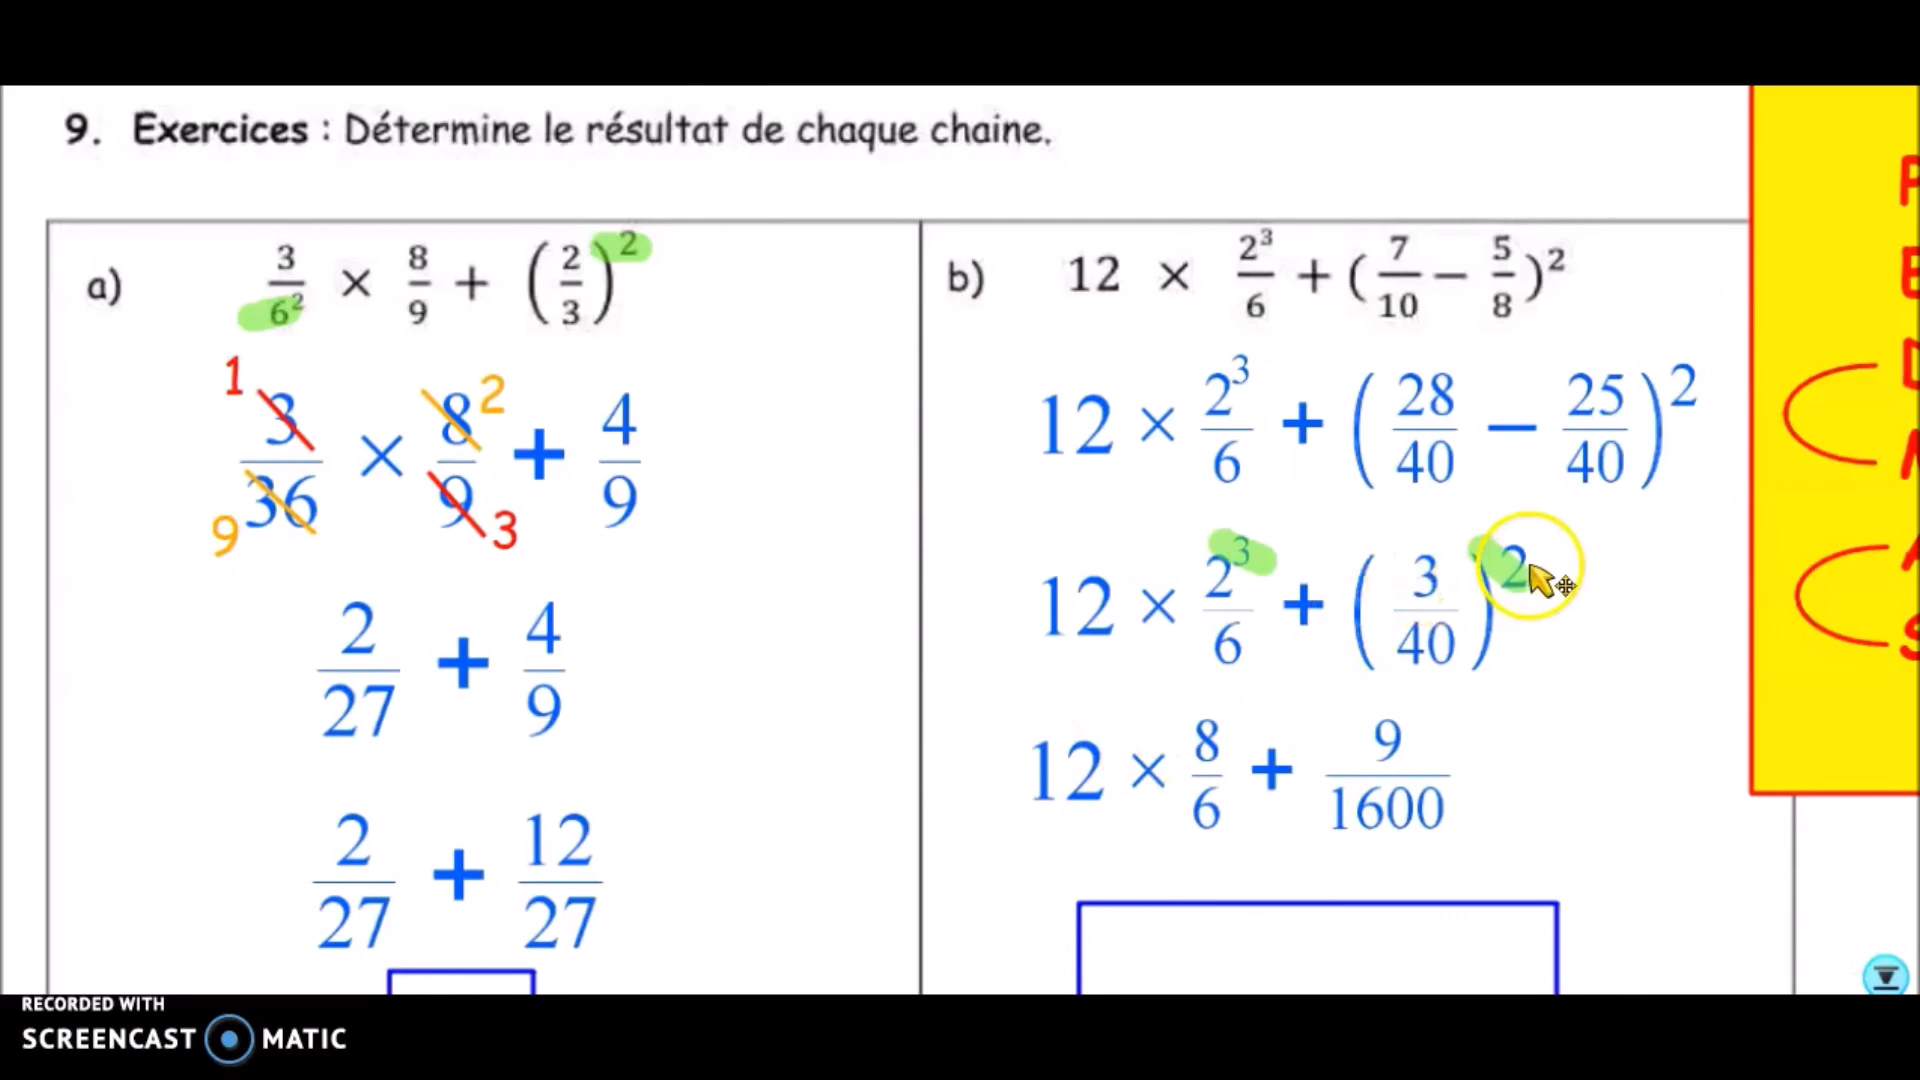 9. Exercices : Détermine le résultat de chaque chaine.
a) 3/6² × 8/9 + (2/3)²
1 3/36 9 × 8 2/9 3 + 4/9
2/27 + 4/9
2/27 + 12/27
b) 12 × 2³/6 + (7/10 − 5/8)²
12 × 2³/6 + (28/40 − 25/40)²
12 × 2³/6 + (3/40)²
12 × 8/6 + 9/1600
P
RECORDED WITH
SCREENCAST MATIC